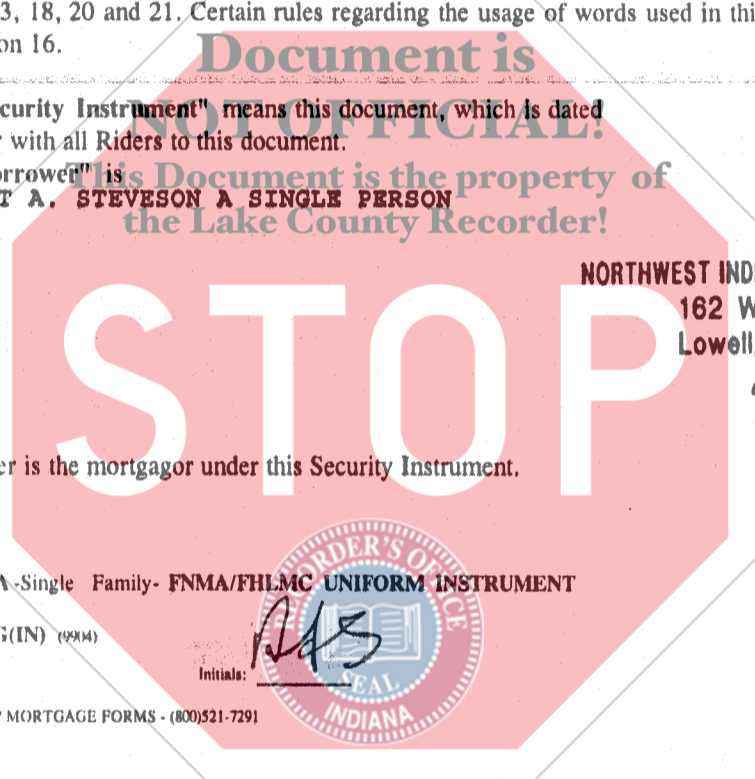 3, 18, 20 and 21. Certain rules regarding the usage of words used in thi
on 16.
Document is
curity Instrument" means this document, which is dated
NOT OFFICIAL!
with all Riders to this document.
orrower" is
This Document is the property of
T A. STEVESON A SINGLE PERSON
the Lake County Recorder!
NORTHWEST IND
162 W
Lowell,
STOP
er is the mortgagor under this Security Instrument.
ORDER'S OFFICE
A -Single Family- FNMA/FHLMC UNIFORM INSTRUMENT
G(IN) (9904)
Initials:
SEAL
INDIANA
MORTGAGE FORMS - (800)521-7291